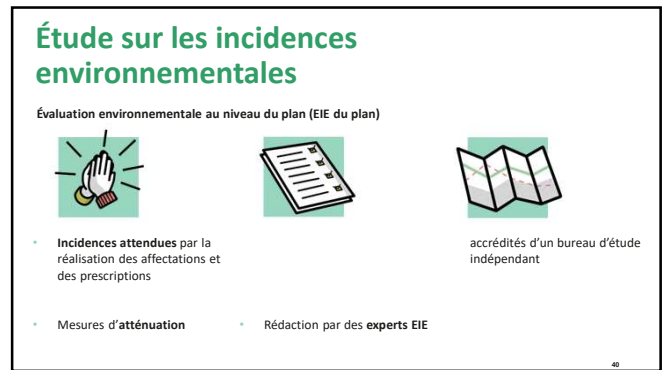 Étude sur les incidences
environnementales
Évaluation environnementale au niveau du plan (EIE du plan)
• Incidences attendues par la
réalisation des affectations et
des prescriptions
accrédités d’un bureau d’étude
indépendant
• Mesures d’atténuation
• Rédaction par des experts EIE
40